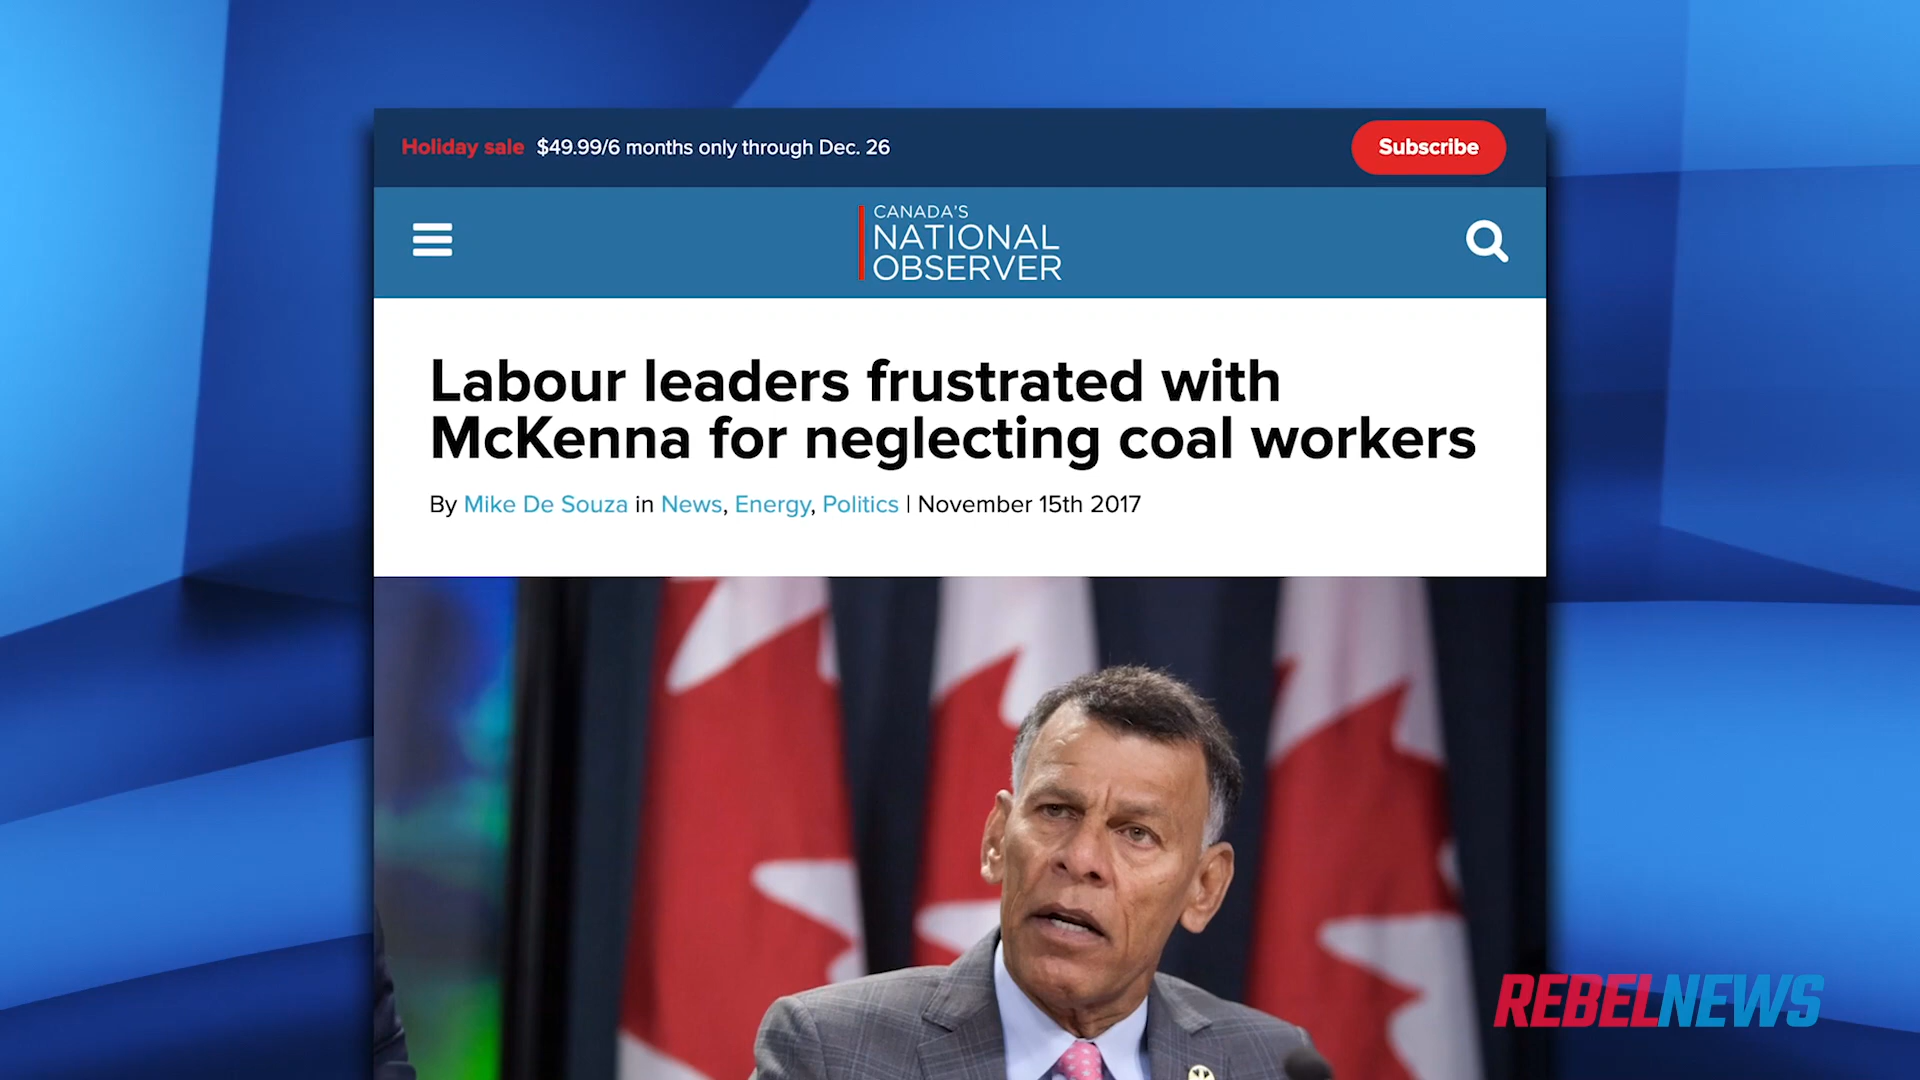 Holiday sale $49.99/6 months only through Dec. 26
Subscribe
CANADA'S
NATIONAL
OBSERVER
Labour leaders frustrated with
McKenna for neglecting coal workers
By Mike De Souza in News, Energy, Politics | November 15th 2017
REBELNEWS